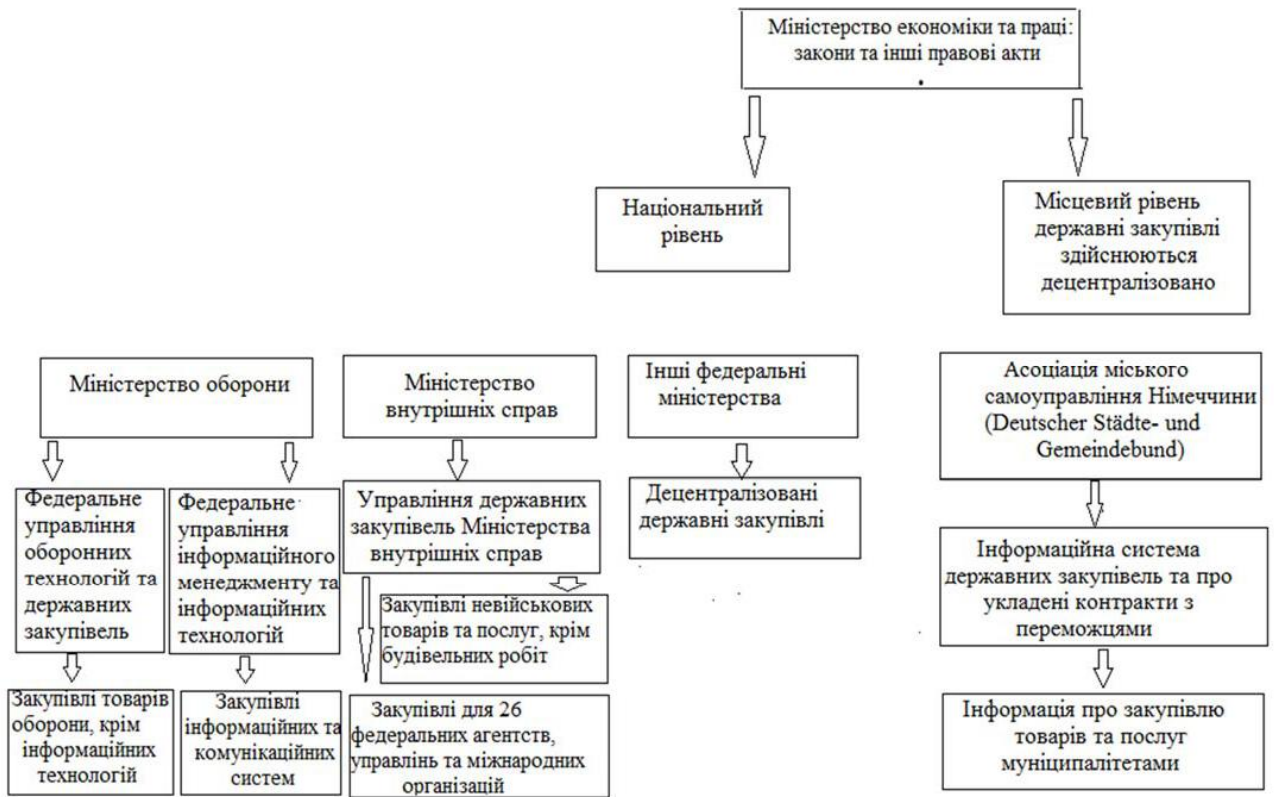 Міністерство економіки та праці:
закони та інші правові акти
.
Національний
рівень
Місцевий рівень
державні закупівлі
здійснюються
децентралізовано
Міністерство оборони
Міністерство
внутрішніх справ
Інші федеральні
міністерства
Асоціація міського
самоуправління Німеччини
(Deutscher Städte- und
Gemeindebund)
Федеральне
управління
оборонних
технологій та
державних
закупівель
Федеральне
управління
інформаційного
менеджменту та
інформаційних
технологій
Управління державних
закупівель Міністерства
внутрішніх справ
Децентралізовані
державні закупівлі
Інформаційна система
державних закупівель та про
укладені контракти з
переможцями
Закупівлі невійськових
товарів та послуг, крім
будівельних робіт
Закупівлі товарів
оборони, крім
інформаційних
технологій
Закупівлі
інформаційних та
комунікаційних
систем
Закупівлі для 26
федеральних агентств,
управлінь та міжнародних
організацій
Інформація про закупівлю
товарів та послуг
муніципалітетами